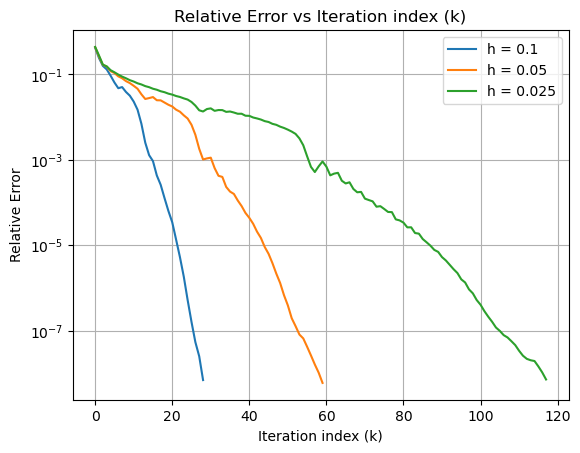 Relative Error vs Iteration index (k)
h = 0.1
h = 0.05
h = 0.025
10⁻¹
10⁻³
10⁻⁵
10⁻⁷
Relative Error
0 20 40 60 80 100 120
Iteration index (k)